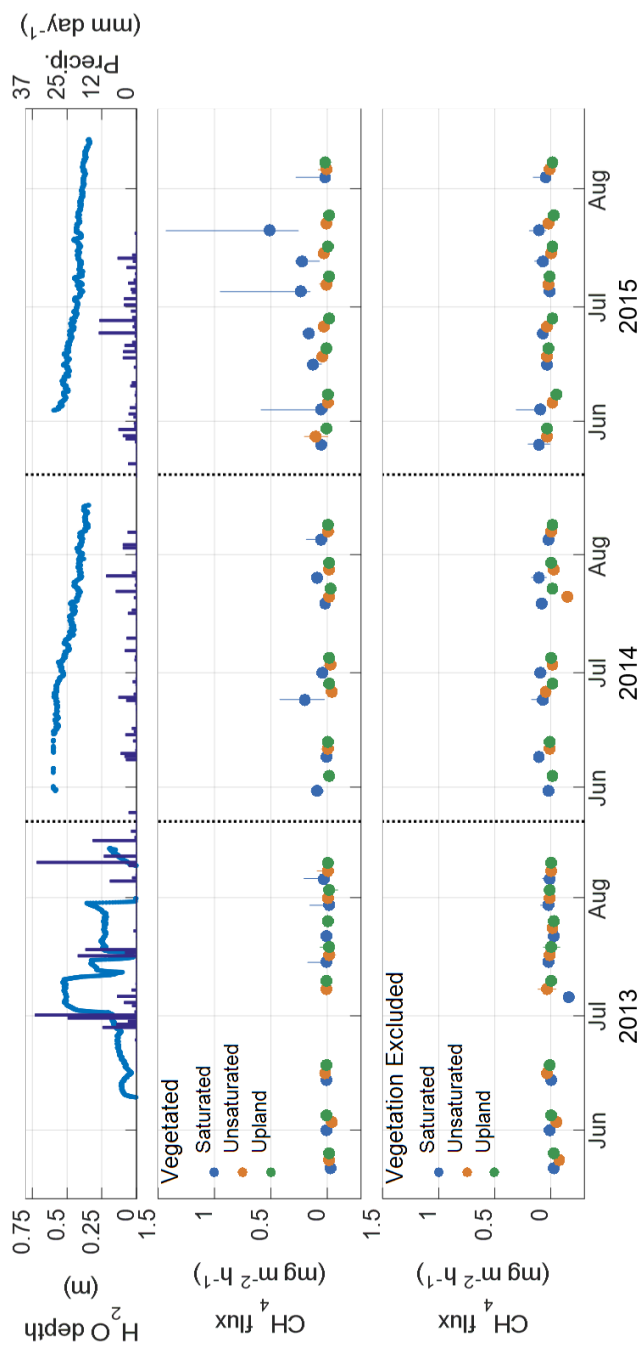 H2O depth
(m)
0.75
0.5
0.25
0
37
25
12
0
Precip.
(mm day-1)
CH4 flux
(mg m-2 h-1)
1.5
1
0.5
0
Vegetated
Saturated
Unsaturated
Upland
CH4 flux
(mg m-2 h-1)
1.5
1
0.5
0
Vegetation Excluded
Saturated
Unsaturated
Upland
Jun Jul Aug Jun Jul Aug Jun Jul Aug
2013 2014 2015